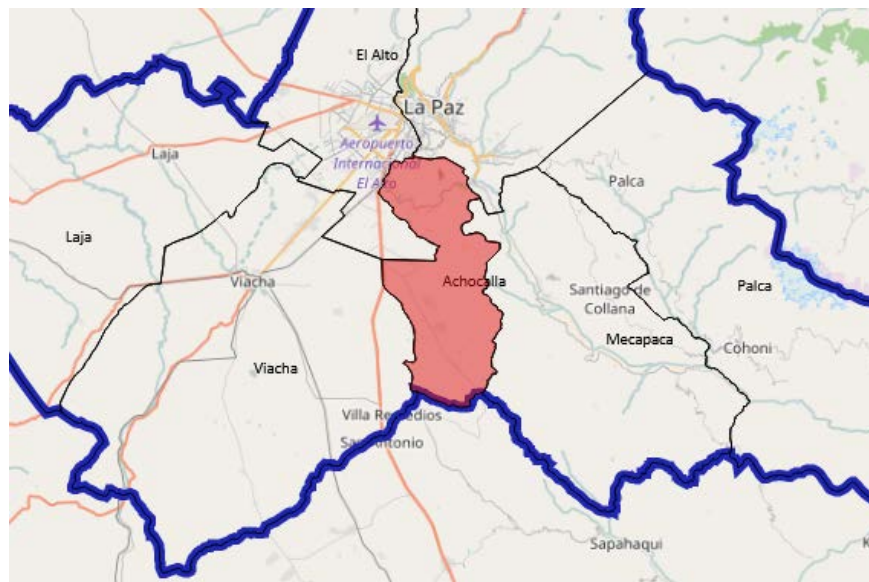 El Alto
La Paz
Aeropuerto
Internacional
El Alto
Laja
Palca
Laja
Achocalla
Viacha
Santiago de
Collana
Palca
Mecapaca
Cohoni
Viacha
Villa Remedios
San Antonio
Sapahaqui
K